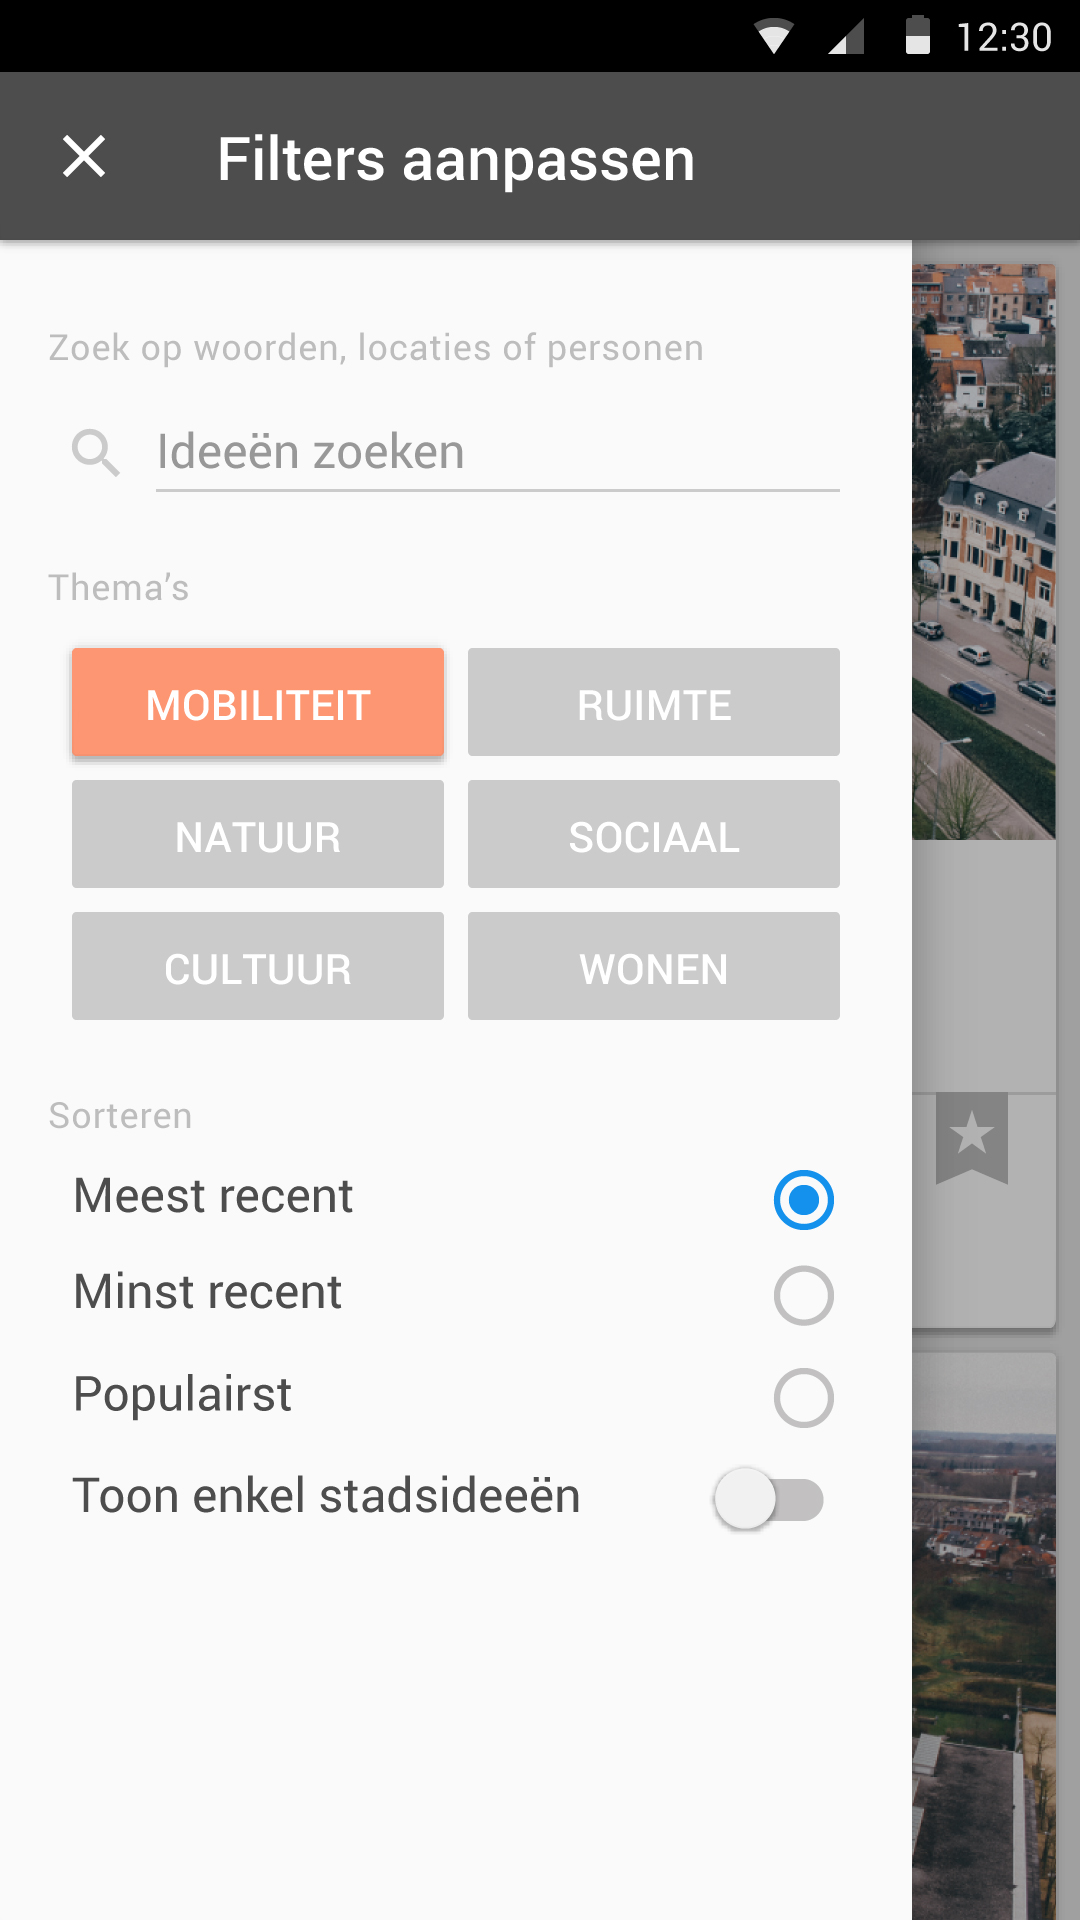 12:30
Filters aanpassen
Zoek op woorden, locaties of personen
Ideeën zoeken
Thema’s
MOBILITEIT
RUIMTE
NATUUR
SOCIAAL
CULTUUR
WONEN
Sorteren
Meest recent
Minst recent
Populairst
Toon enkel stadsideeën